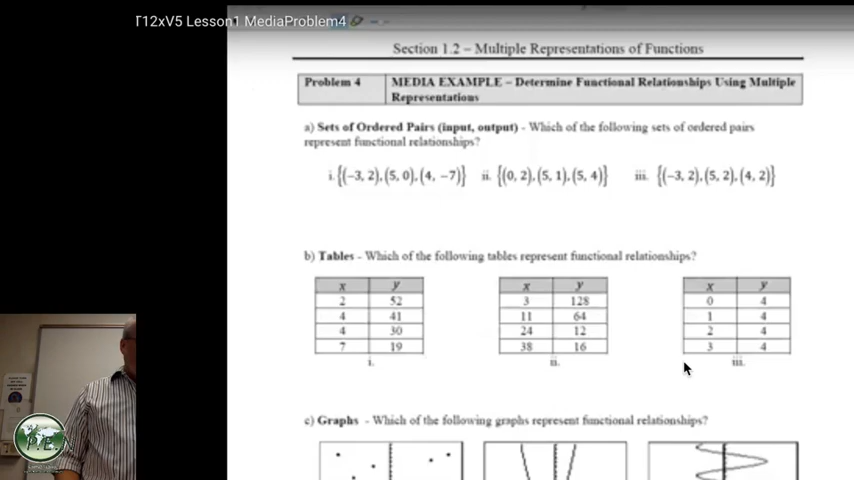 T12xV5 Lesson1 MediaProblem4
Section 1.2 – Multiple Representations of Functions
Problem 4
MEDIA EXAMPLE – Determine Functional Relationships Using Multiple
Representations
a) Sets of Ordered Pairs (input, output) - Which of the following sets of ordered pairs
represent functional relationships?
i. {(−3, 2), (5, 0), (4, −7)} ii. {(0, 2), (5, 1), (5, 4)} iii. {(−3, 2), (5, 2), (4, 2)}
b) Tables - Which of the following tables represent functional relationships?
x y x y x y
2 52 3 128 0 4
4 41 11 64 1 4
4 30 24 12 2 4
7 19 38 16 3 4
i. ii. iii.
c) Graphs - Which of the following graphs represent functional relationships?